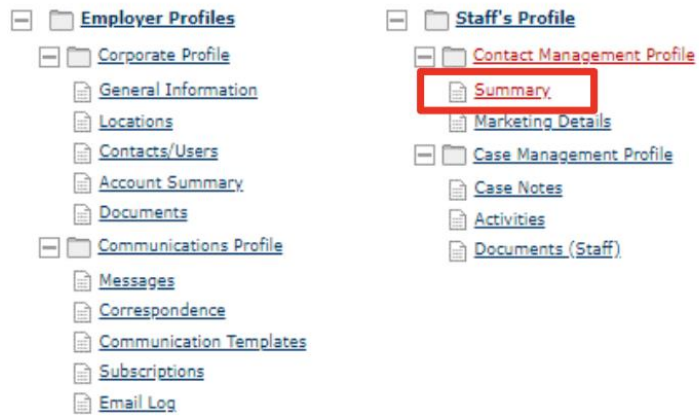 Employer Profiles
Corporate Profile
General Information
Locations
Contacts/Users
Account Summary
Documents
Communications Profile
Messages
Correspondence
Communication Templates
Subscriptions
Email Log
Staff's Profile
Contact Management Profile
Summary
Marketing Details
Case Management Profile
Case Notes
Activities
Documents (Staff)